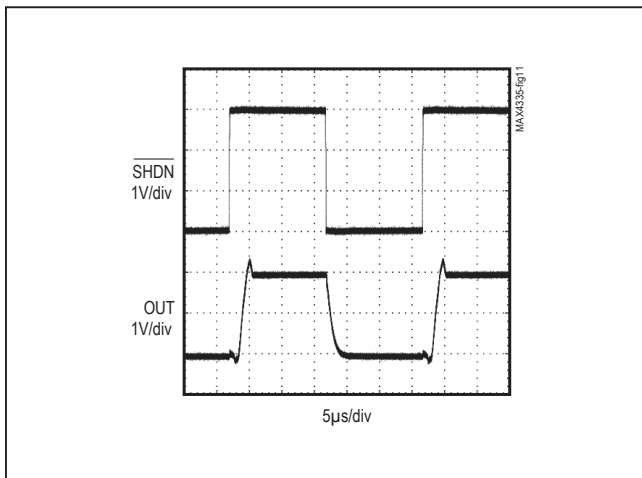 MAX4335-fig11
SHDN
1V/div
OUT
1V/div
5μs/div